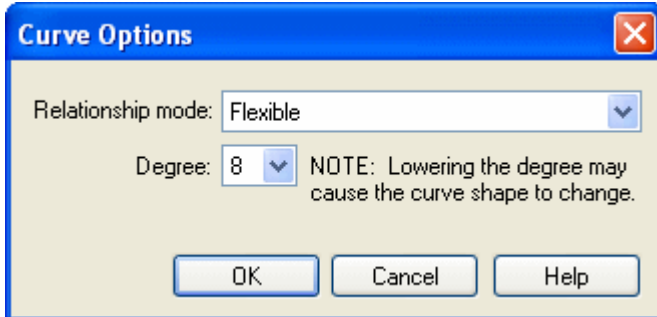 Curve Options
Relationship mode: Flexible
Degree: 8 NOTE: Lowering the degree may
cause the curve shape to change.
OK Cancel Help